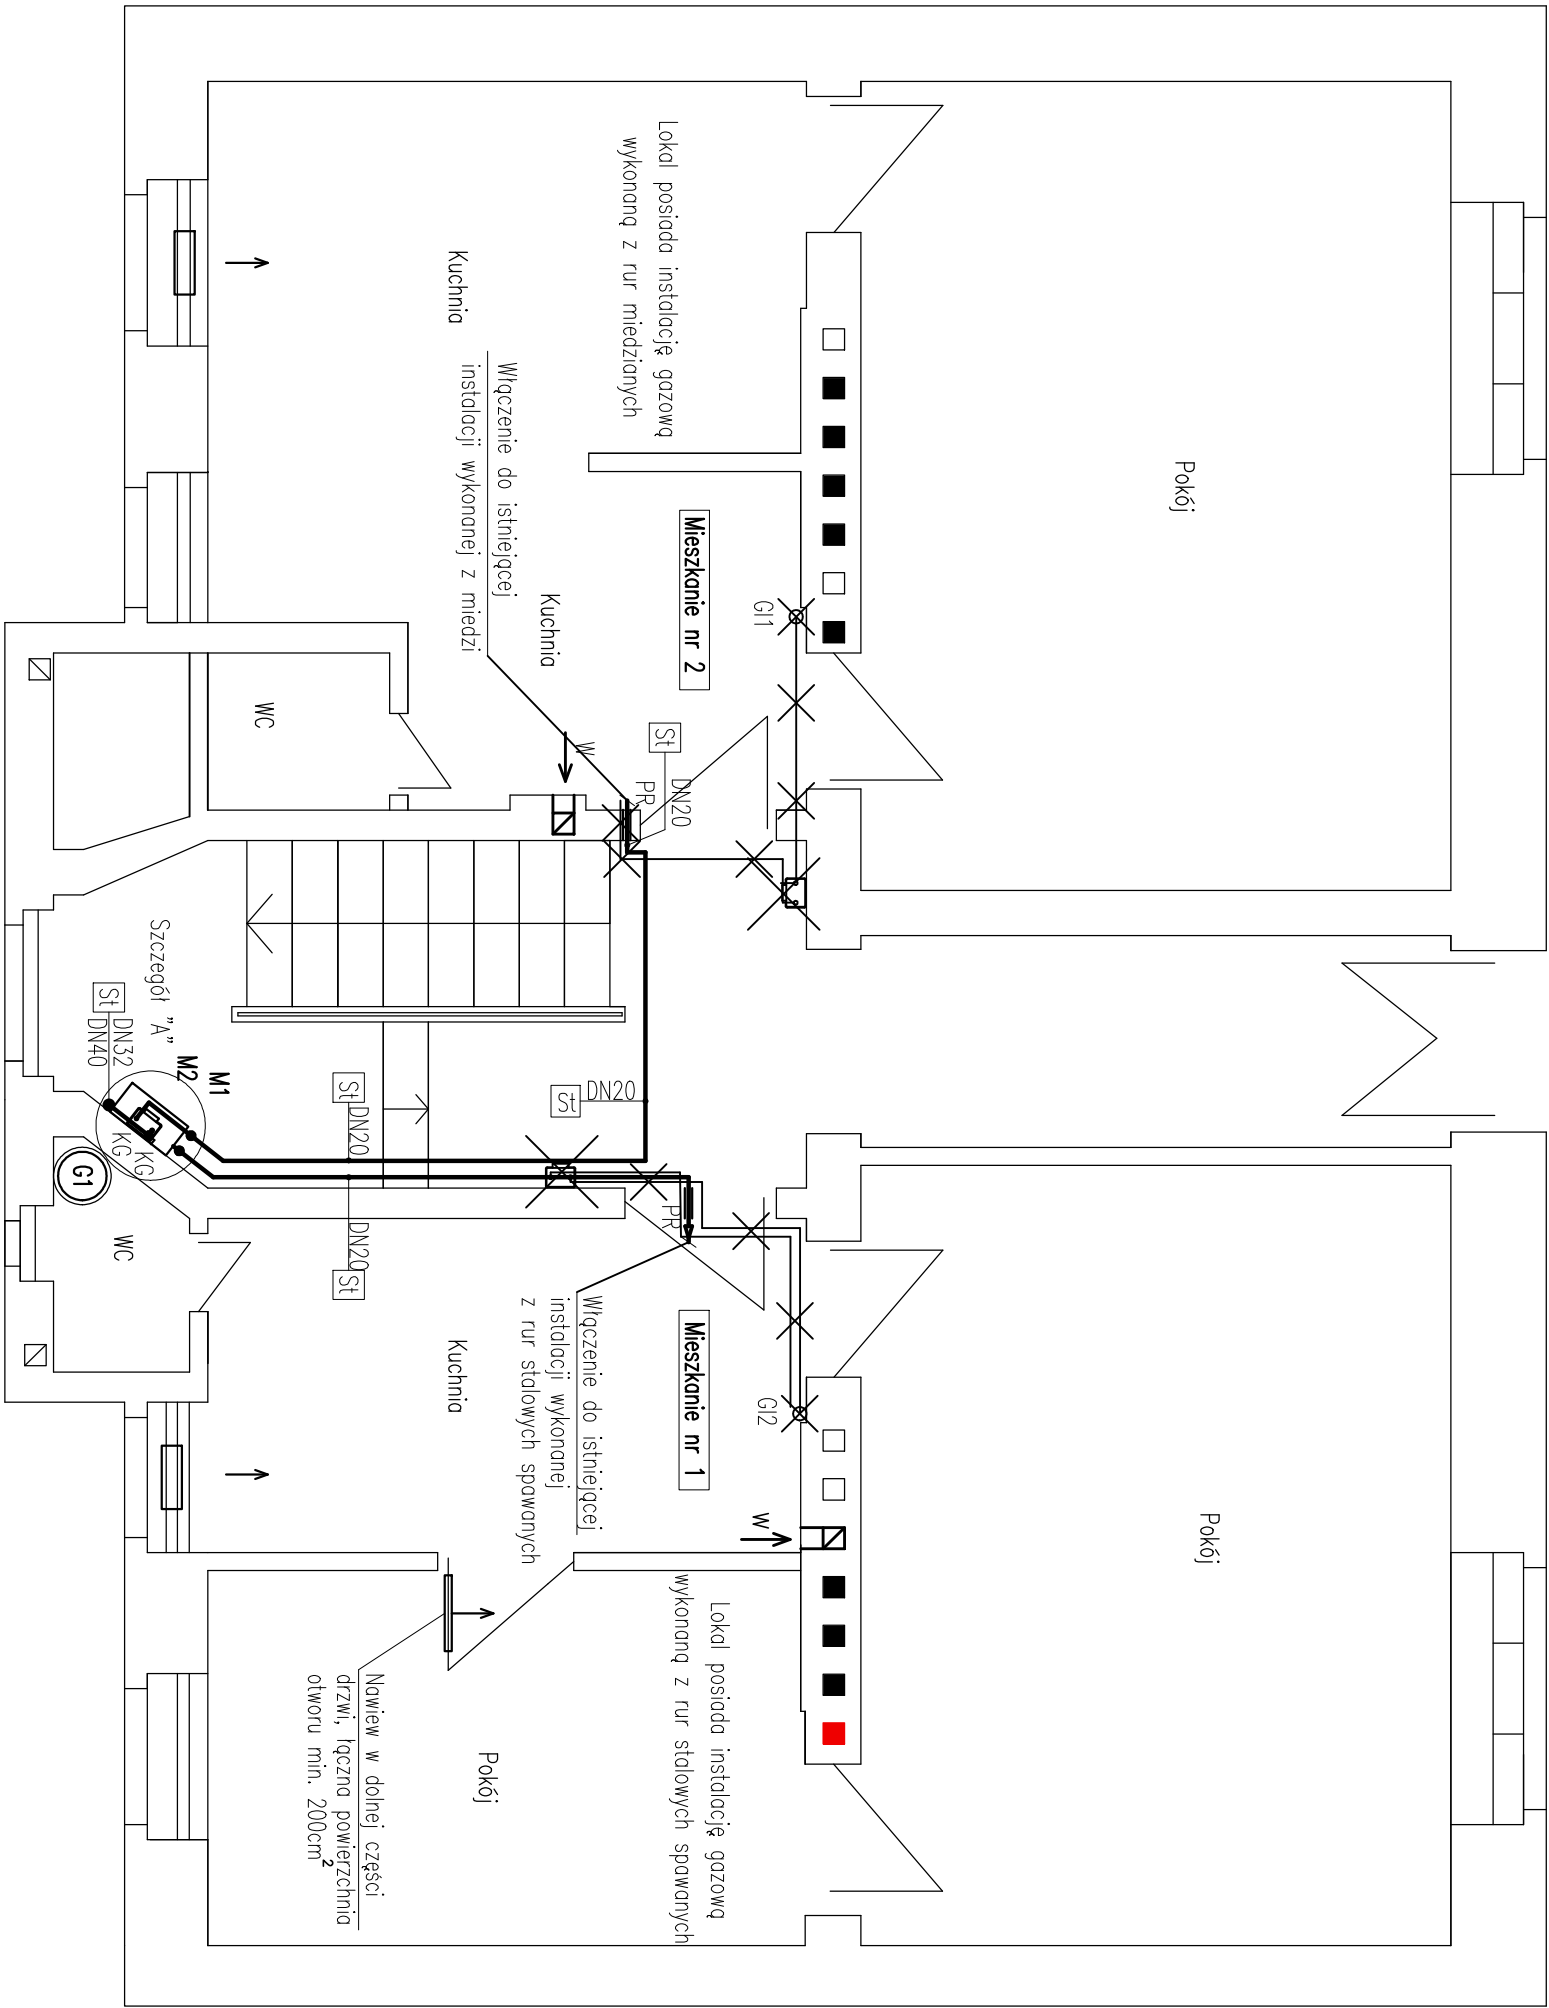 Pokój
Lokal posiada instalację gazową
wykonaną z rur miedzianych
Kuchnia
Włączenie do istniejącej
instalacji wykonanej z miedzi
Mieszkanie nr 2
GI1
Kuchnia
WC
W
St
DN20
PR
Szczegół "A"
St
DN32
DN40
M1
M2
KG
KG
G1
St
DN20
St
DN20
DN20
St
PR
WC
Kuchnia
Włączenie do istniejącej
instalacji wykonanej
z rur stalowych spawanych
Mieszkanie nr 1
GI2
W
Pokój
Lokal posiada instalację gazową
wykonaną z rur stalowych spawanych
Pokój
Nawiew w dolnej części
drzwi, łączna powierzchnia
otworu min. 200cm²